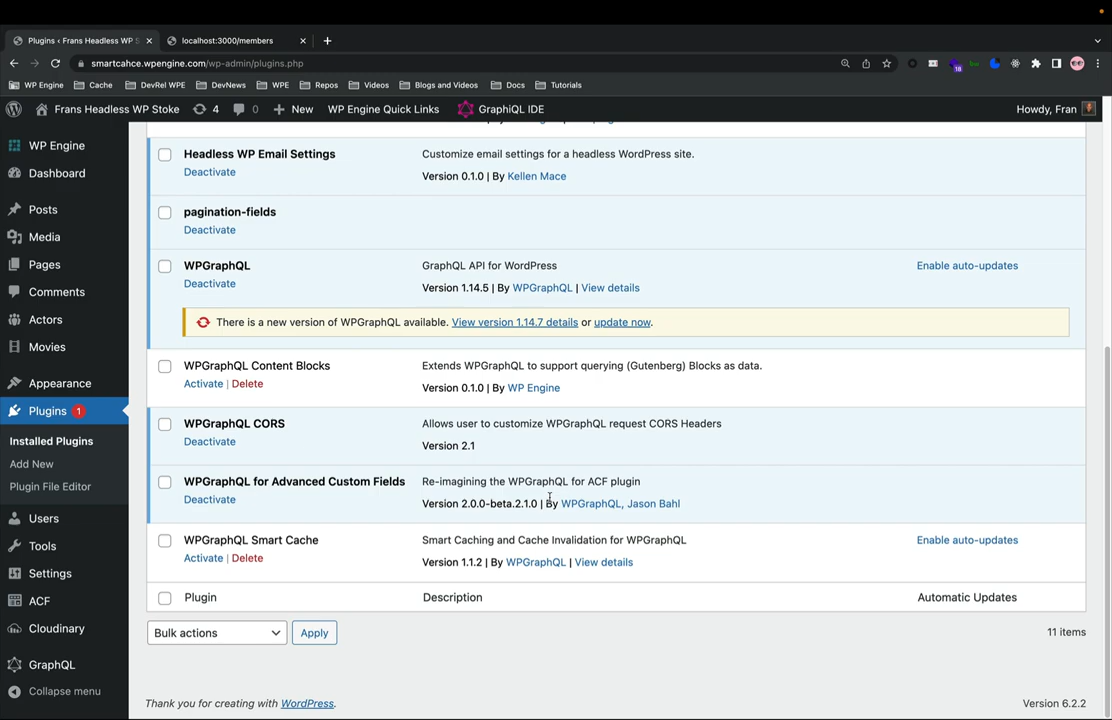 Plugins ‹ Frans Headless WP S
localhost:3000/members
smartcahce.wpengine.com/wp-admin/plugins.php
WP Engine
Cache
DevRel WPE
DevNews
WPE
Repos
Videos
Blogs and Videos
Docs
Tutorials
18
Frans Headless WP Stoke
4
0
New
WP Engine Quick Links
GraphiQL IDE
Howdy, Fran
WP Engine
Dashboard
Posts
Media
Pages
Comments
Actors
Movies
Appearance
Plugins 1
Installed Plugins
Add New
Plugin File Editor
Users
Tools
Settings
ACF
Cloudinary
GraphQL
Collapse menu
Headless WP Email Settings
Deactivate
Customize email settings for a headless WordPress site.
Version 0.1.0 | By Kellen Mace
pagination-fields
Deactivate
WPGraphQL
Deactivate
GraphQL API for WordPress
Version 1.14.5 | By WPGraphQL | View details
Enable auto-updates
There is a new version of WPGraphQL available. View version 1.14.7 details or update now.
WPGraphQL Content Blocks
Activate | Delete
Extends WPGraphQL to support querying (Gutenberg) Blocks as data.
Version 0.1.0 | By WP Engine
WPGraphQL CORS
Deactivate
Allows user to customize WPGraphQL request CORS Headers
Version 2.1
WPGraphQL for Advanced Custom Fields
Deactivate
Re-imagining the WPGraphQL for ACF plugin
Version 2.0.0-beta.2.1.0 | By WPGraphQL, Jason Bahl
WPGraphQL Smart Cache
Activate | Delete
Smart Caching and Cache Invalidation for WPGraphQL
Version 1.1.2 | By WPGraphQL | View details
Enable auto-updates
Plugin
Description
Automatic Updates
Bulk actions
Apply
11 items
Thank you for creating with WordPress.
Version 6.2.2